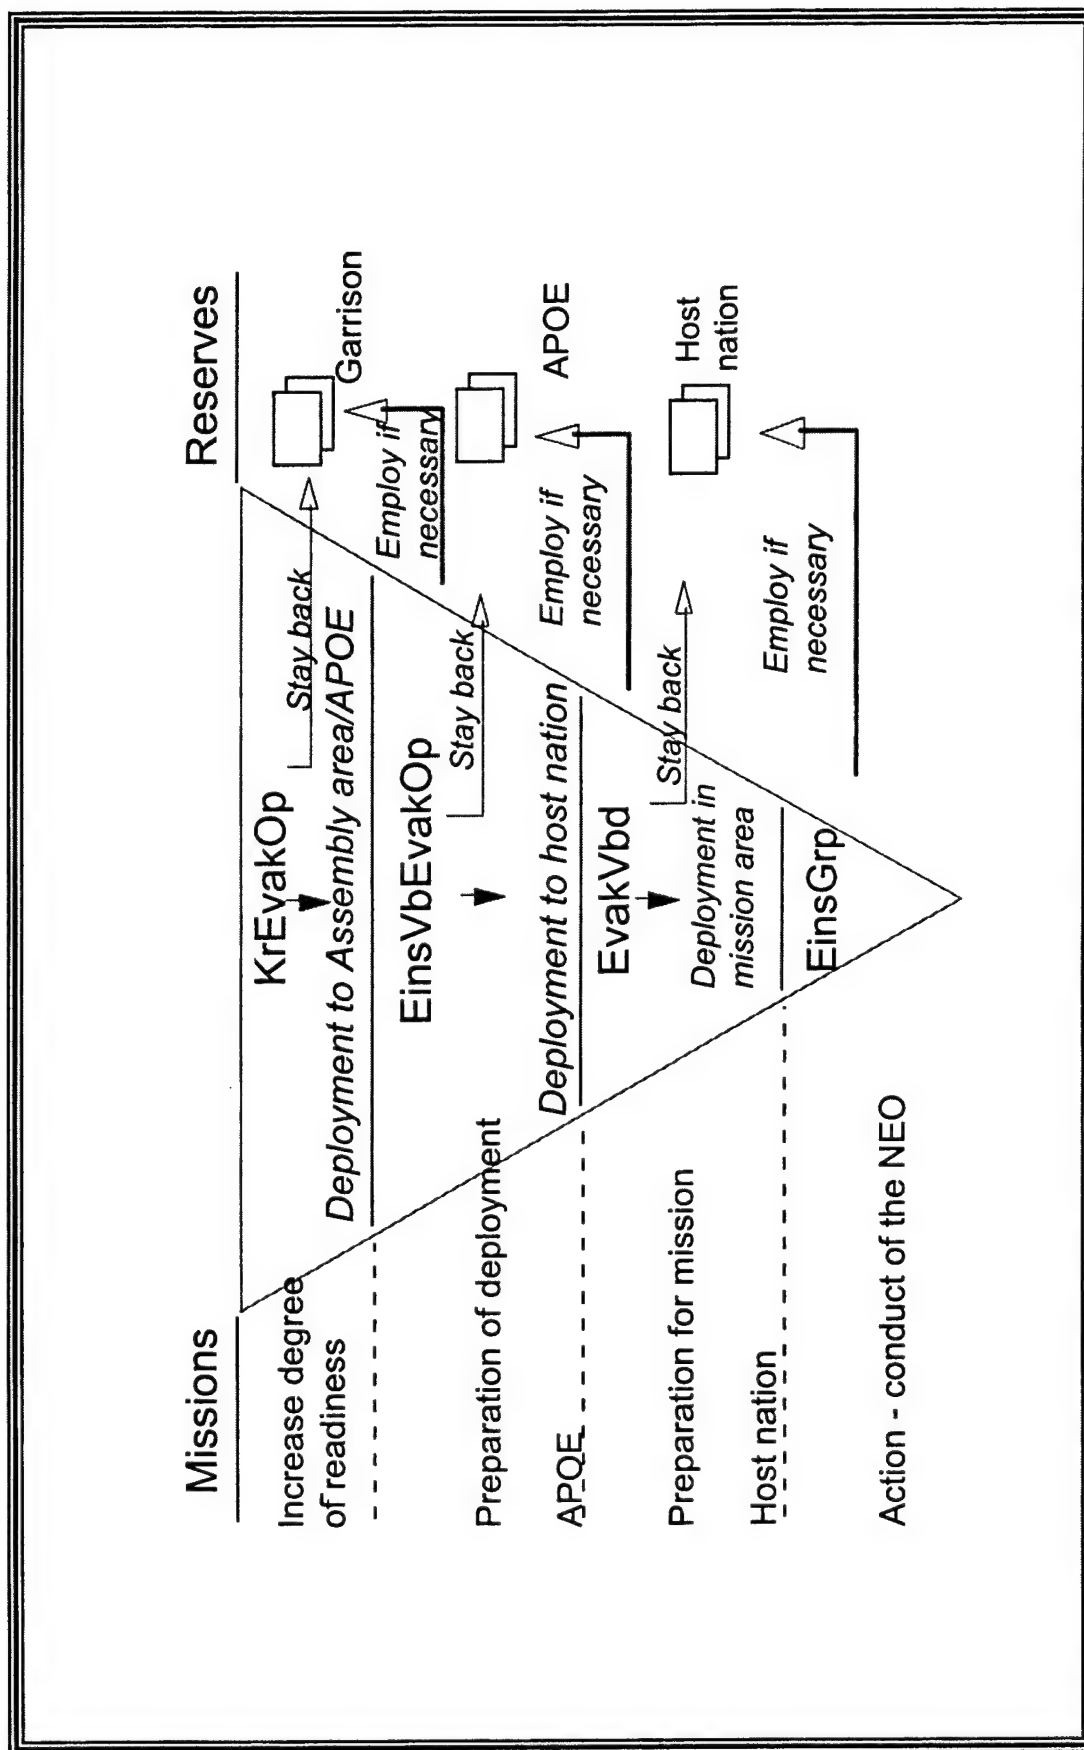 Missions
Reserves
KrEvakOp
Increase degree
of readiness
Stay back
Garrison
Deployment to Assembly area/APOE
Employ if
necessary
EinsVbEvakOp
Preparation of deployment
Stay back
APOE
Deployment to host nation
APOE
Employ if
necessary
EvakVbd
Preparation for mission
Stay back
Host
nation
Deployment in
mission area
Host nation
Employ if
necessary
EinsGrp
Action - conduct of the NEO